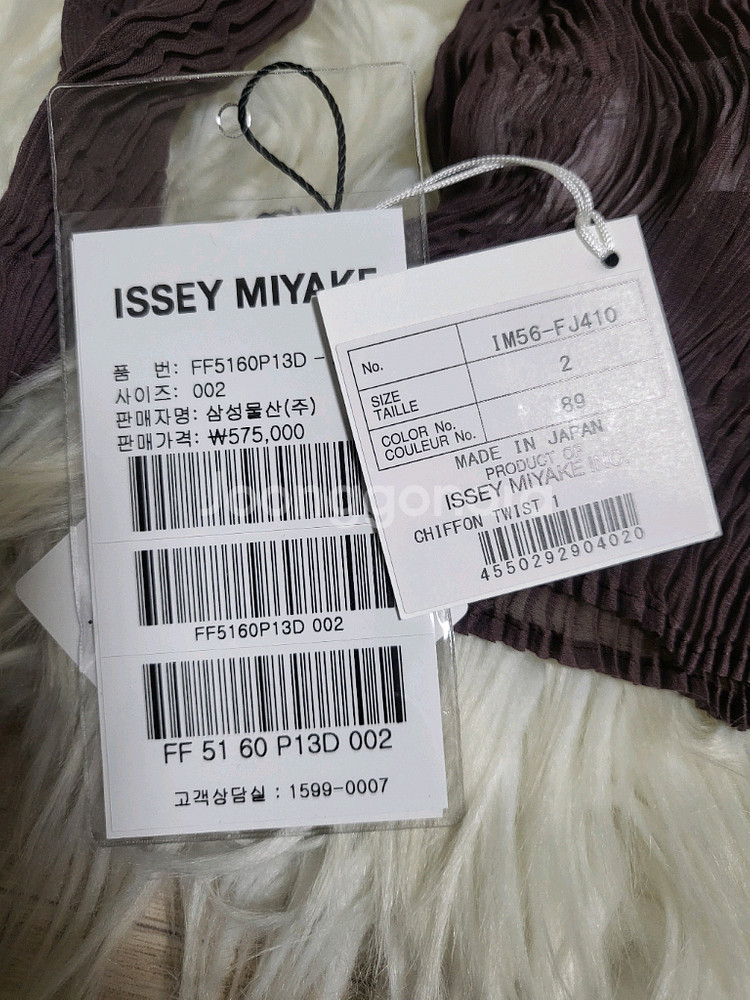 ISSEY MIYAKE
품 번: FF5160P13D -
사이즈: 002
판매자명: 삼성물산(주)
판매가격: ₩575,000
FF5160P13D 002
FF 51 60 P13D 002
고객상담실 : 1599-0007
No. IM56-FJ410
SIZE 2
TAILLE
COLOR No. 89
COULEUR No.
MADE IN JAPAN
PRODUCT OF
ISSEY MIYAKE INC.
CHIFFON TWIST 1
4550292904020
Joonggonara